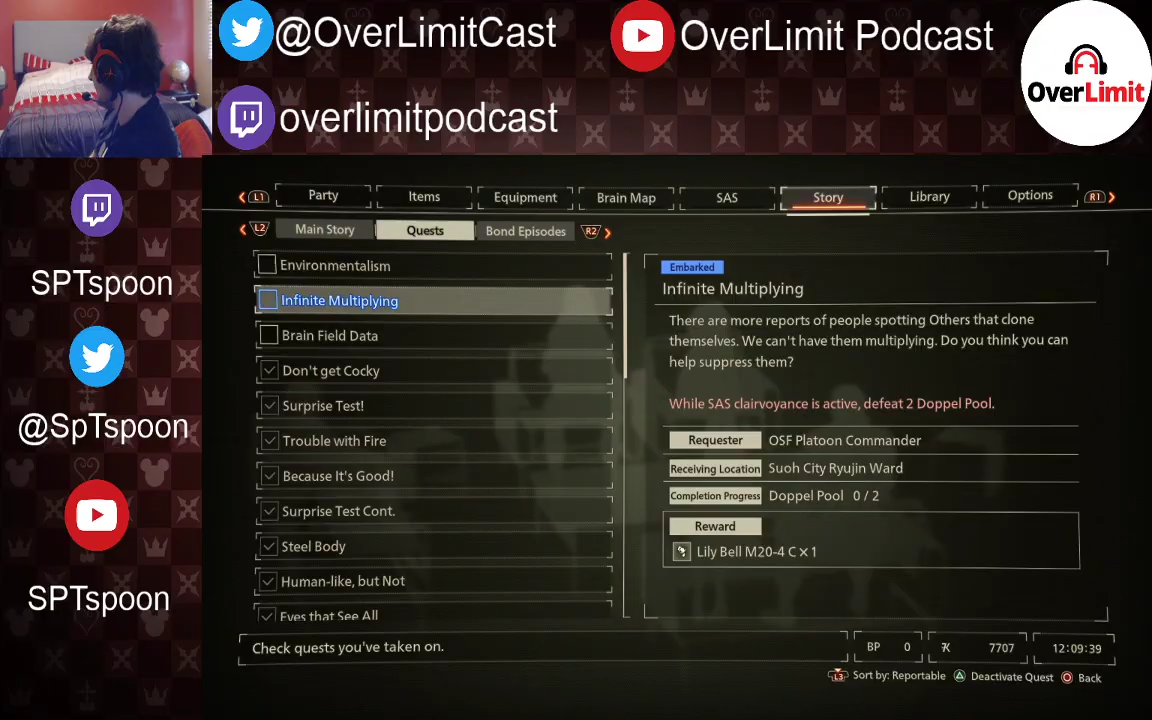 @OverLimitCast
OverLimit Podcast
OverLimit
overlimitpodcast
SPTspoon
@SpTspoon
SPTspoon
L1
Party
Items
Equipment
Brain Map
SAS
Story
Library
Options
R1
L2
Main Story
Quests
Bond Episodes
R2
Environmentalism
Infinite Multiplying
Brain Field Data
Don't get Cocky
Surprise Test!
Trouble with Fire
Because It's Good!
Surprise Test Cont.
Steel Body
Human-like, but Not
Eyes that See All
Embarked
Infinite Multiplying
There are more reports of people spotting Others that clone
themselves. We can't have them multiplying. Do you think you can
help suppress them?
While SAS clairvoyance is active, defeat 2 Doppel Pool.
Requester OSF Platoon Commander
Receiving Location Suoh City Ryujin Ward
Completion Progress Doppel Pool 0 / 2
Reward
Lily Bell M20-4 C × 1
Check quests you've taken on.
BP 0
7707
12:09:39
L3 Sort by: Reportable Deactivate Quest Back